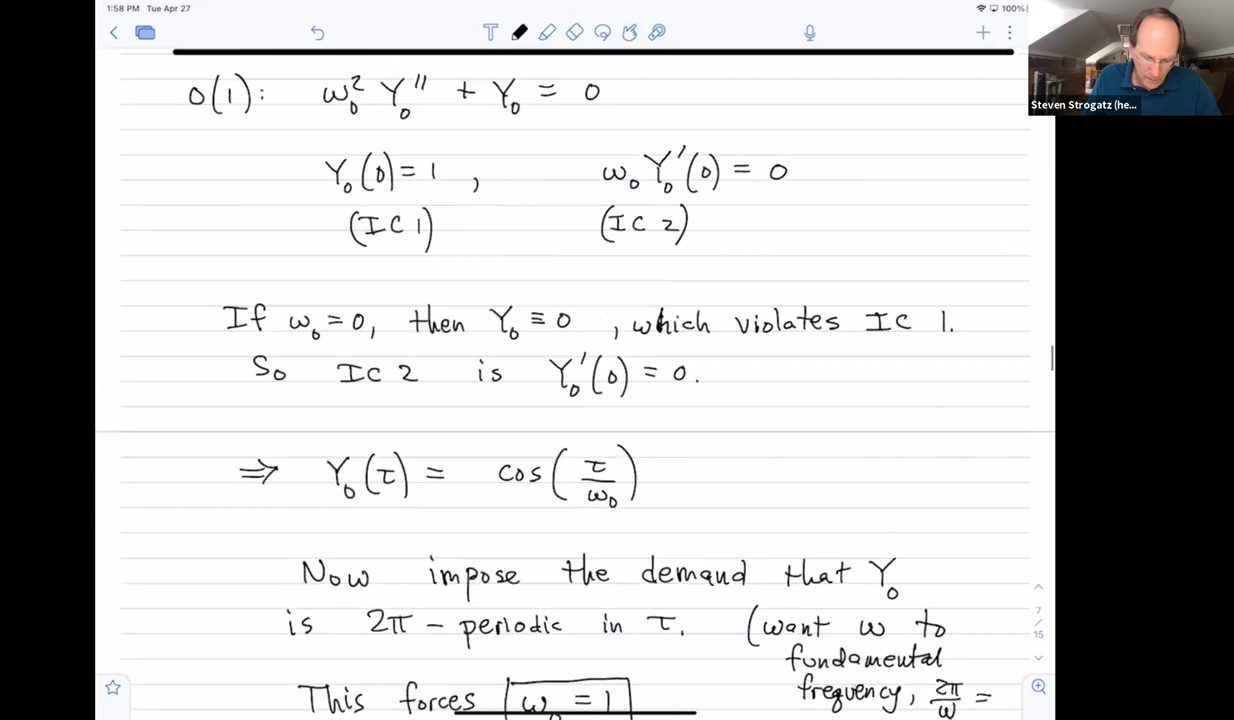 1:58 PM Tue Apr 27
100%
O(1): ω₀² Y₀'' + Y₀ = 0
Y₀(0) = 1 , ω₀ Y₀'(0) = 0
(IC 1) (IC 2)
If ω₀ = 0, then Y₀ ≡ 0 , which violates IC 1.
So IC 2 is Y₀'(0) = 0.
⇒ Y₀(τ) = cos(τ/ω₀)
Now impose the demand that Y₀
is 2π - periodic in τ. (want ω to
fundamental
frequency, 2π/ω =
This forces ω₀ = 1
Steven Strogatz (he...
7
/
15